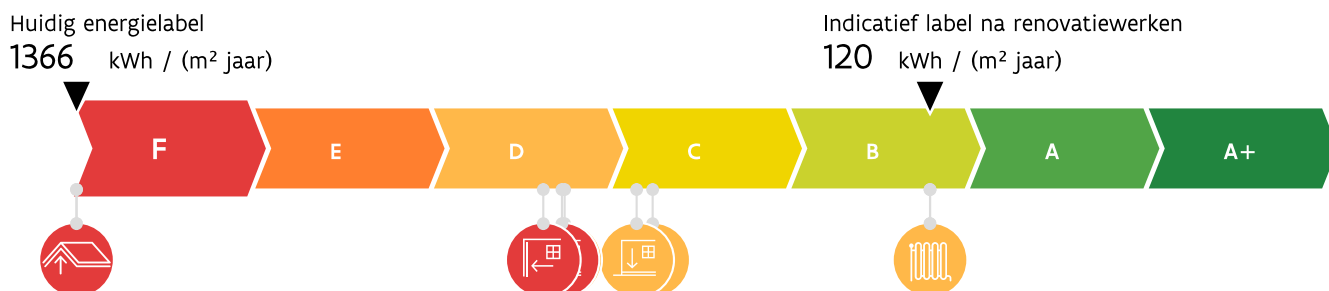 Huidig energielabel
1366 kWh / (m² jaar)
Indicatief label na renovatiewerken
120 kWh / (m² jaar)
F E D C B A A+